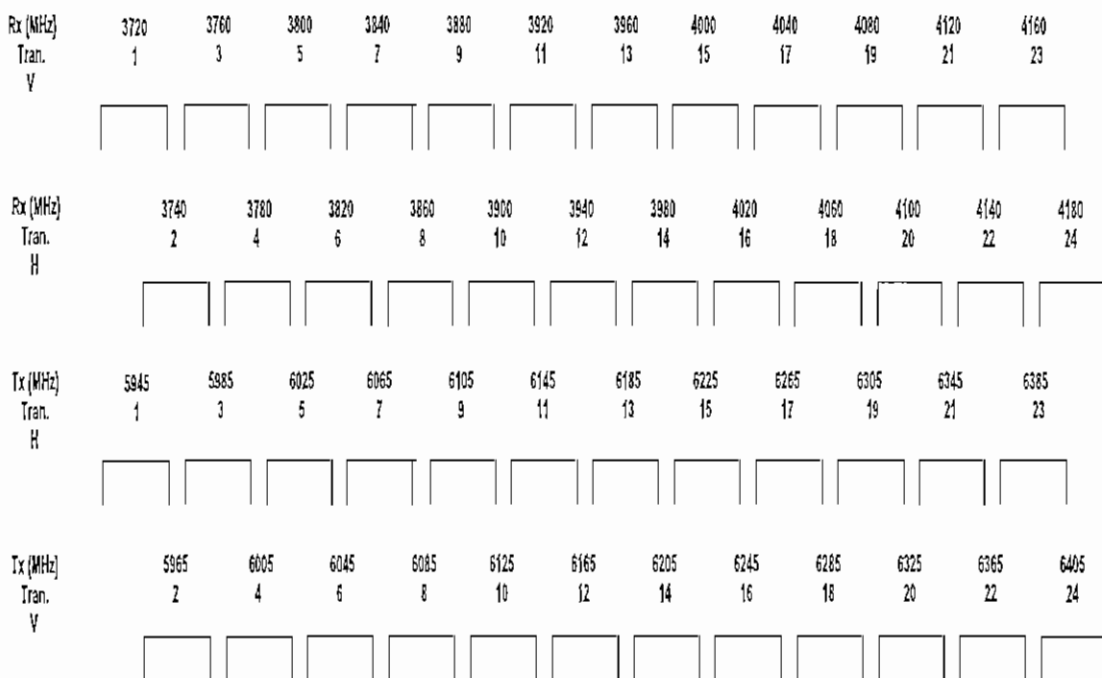 Rx (MHz) 3720 3760 3800 3840 3880 3920 3960 4000 4040 4080 4120 4160
Tran. 1 3 5 7 9 11 13 15 17 19 21 23
V
Rx (MHz) 3740 3780 3820 3860 3900 3940 3980 4020 4060 4100 4140 4180
Tran. 2 4 6 8 10 12 14 16 18 20 22 24
H
Tx (MHz) 5945 5985 6025 6065 6105 6145 6185 6225 6265 6305 6345 6385
Tran. 1 3 5 7 9 11 13 15 17 19 21 23
H
Tx (MHz) 5965 6005 6045 6085 6125 6165 6205 6245 6285 6325 6365 6405
Tran. 2 4 6 8 10 12 14 16 18 20 22 24
V